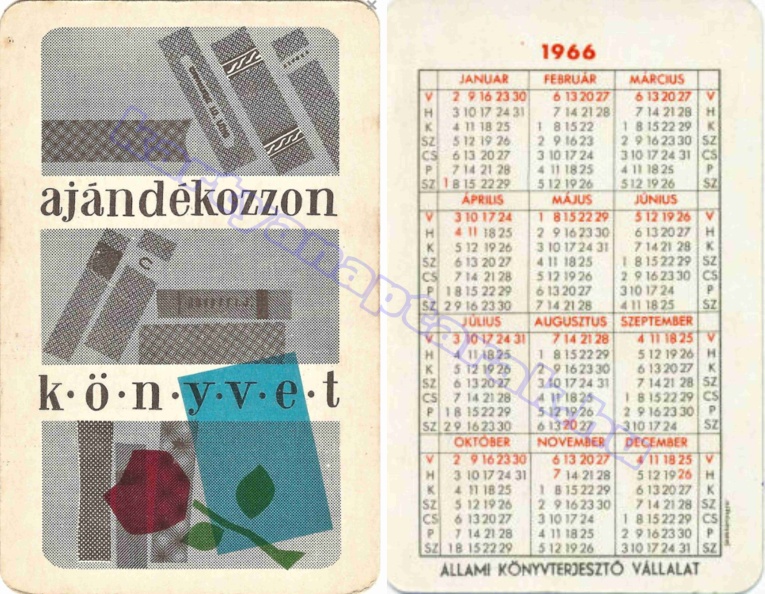 ajándékozzon
k·ö·n·y·v·e·t
kartyanaptarok.hu
1966
JANUÁR FEBRUÁR MÁRCIUS
V 2 9 16 23 30 6 13 20 27 6 13 20 27 V
H 3 10 17 24 31 7 14 21 28 7 14 21 28 H
K 4 11 18 25 1 8 15 22 1 8 15 22 29 K
SZ 5 12 19 26 2 9 16 23 2 9 16 23 30 SZ
CS 6 13 20 27 3 10 17 24 3 10 17 24 31 CS
P 7 14 21 28 4 11 18 25 4 11 18 25 P
SZ 1 8 15 22 29 5 12 19 26 5 12 19 26 SZ
ÁPRILIS MÁJUS JÚNIUS
V 3 10 17 24 1 8 15 22 29 5 12 19 26 V
H 4 11 18 25 2 9 16 23 30 6 13 20 27 H
K 5 12 19 26 3 10 17 24 31 7 14 21 28 K
SZ 6 13 20 27 4 11 18 25 1 8 15 22 29 SZ
CS 7 14 21 28 5 12 19 26 2 9 16 23 30 CS
P 1 8 15 22 29 6 13 20 27 3 10 17 24 P
SZ 2 9 16 23 30 7 14 21 28 4 11 18 25 SZ
JÚLIUS AUGUSZTUS SZEPTEMBER
V 3 10 17 24 31 7 14 21 28 4 11 18 25 V
H 4 11 18 25 1 8 15 22 29 5 12 19 26 H
K 5 12 19 26 2 9 16 23 30 6 13 20 27 K
SZ 6 13 20 27 3 10 17 24 31 7 14 21 28 SZ
CS 7 14 21 28 4 11 18 25 1 8 15 22 29 CS
P 1 8 15 22 29 5 12 19 26 2 9 16 23 30 P
SZ 2 9 16 23 30 6 13 20 27 3 10 17 24 SZ
OKTÓBER NOVEMBER DECEMBER
V 2 9 16 23 30 6 13 20 27 4 11 18 25 V
H 3 10 17 24 31 7 14 21 28 5 12 19 26 H
K 4 11 18 25 1 8 15 22 29 6 13 20 27 K
SZ 5 12 19 26 2 9 16 23 30 7 14 21 28 SZ
CS 6 13 20 27 3 10 17 24 1 8 15 22 29 CS
P 7 14 21 28 4 11 18 25 2 9 16 23 30 P
SZ 1 8 15 22 29 5 12 19 26 3 10 17 24 31 SZ
ÁLLAMI KÖNYVTERJESZTŐ VÁLLALAT